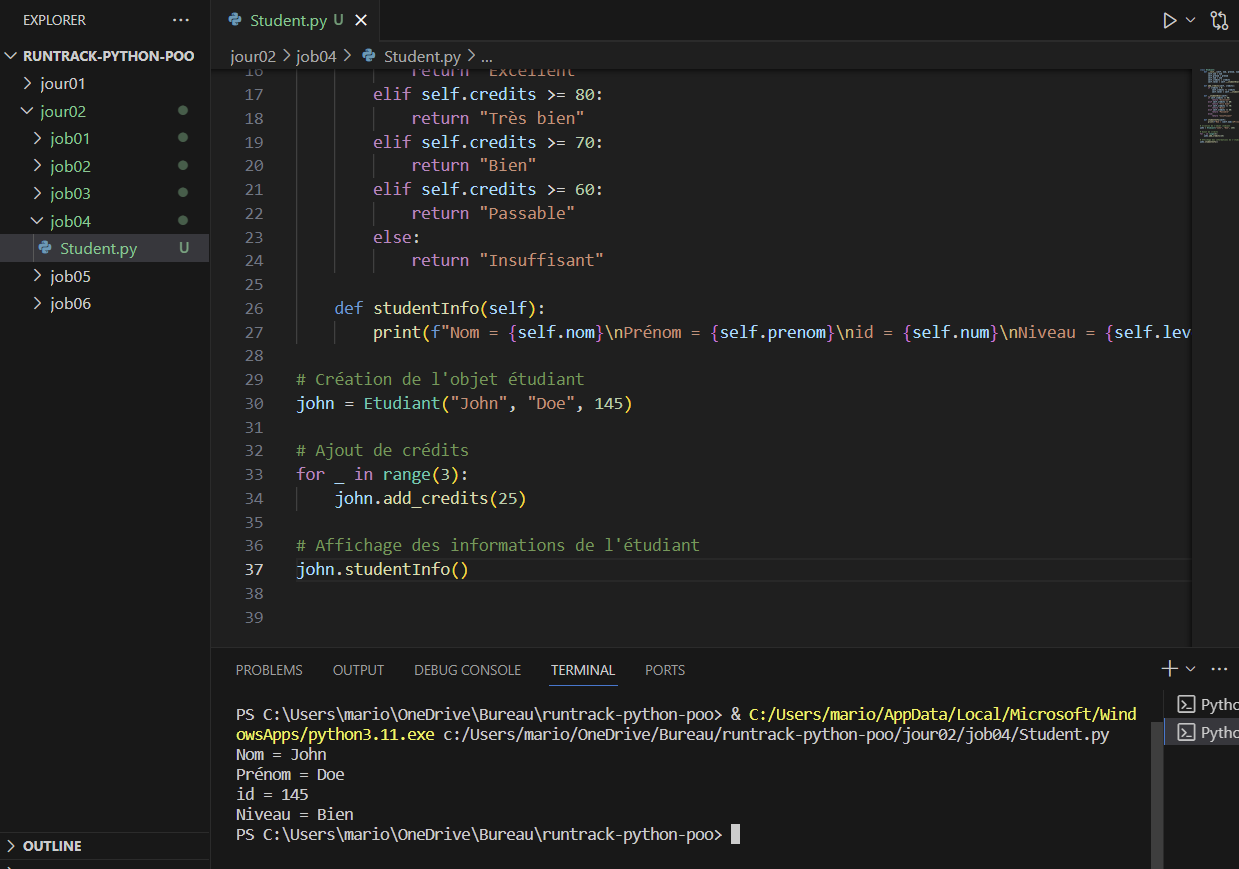 EXPLORER
RUNTRACK-PYTHON-POO
jour01
jour02
job01
job02
job03
job04
Student.py U
job05
job06
OUTLINE
Student.py U
jour02 > job04 > Student.py > ...
16 return "Excellent"
17 elif self.credits >= 80:
18 return "Très bien"
19 elif self.credits >= 70:
20 return "Bien"
21 elif self.credits >= 60:
22 return "Passable"
23 else:
24 return "Insuffisant"
25
26 def studentInfo(self):
27 print(f"Nom = {self.nom}\nPrénom = {self.prenom}\nid = {self.num}\nNiveau = {self.lev
28
29 # Création de l'objet étudiant
30 john = Etudiant("John", "Doe", 145)
31
32 # Ajout de crédits
33 for _ in range(3):
34 john.add_credits(25)
35
36 # Affichage des informations de l'étudiant
37 john.studentInfo()
38
39
PROBLEMS OUTPUT DEBUG CONSOLE TERMINAL PORTS
PS C:\Users\mario\OneDrive\Bureau\runtrack-python-poo> & C:/Users/mario/AppData/Local/Microsoft/Wind
owsApps/python3.11.exe c:/Users/mario/OneDrive/Bureau/runtrack-python-poo/jour02/job04/Student.py
Nom = John
Prénom = Doe
id = 145
Niveau = Bien
PS C:\Users\mario\OneDrive\Bureau\runtrack-python-poo>
Pytho
Pytho